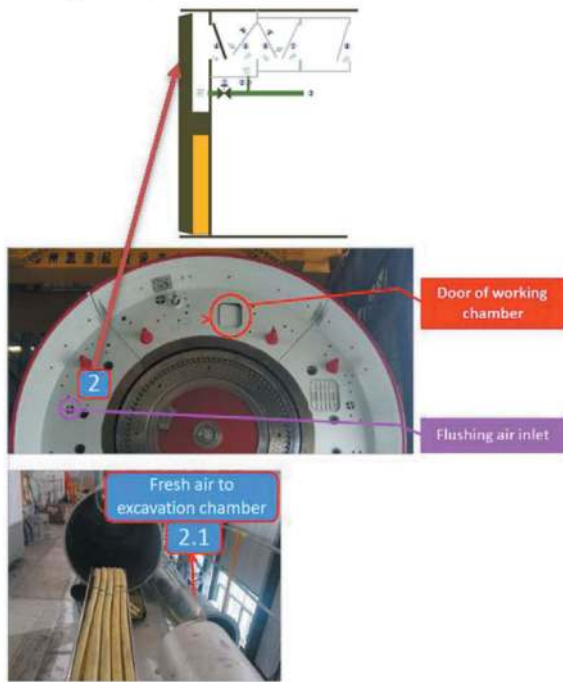 Door of working
chamber
2
Flushing air inlet
Fresh air to
excavation chamber
2.1